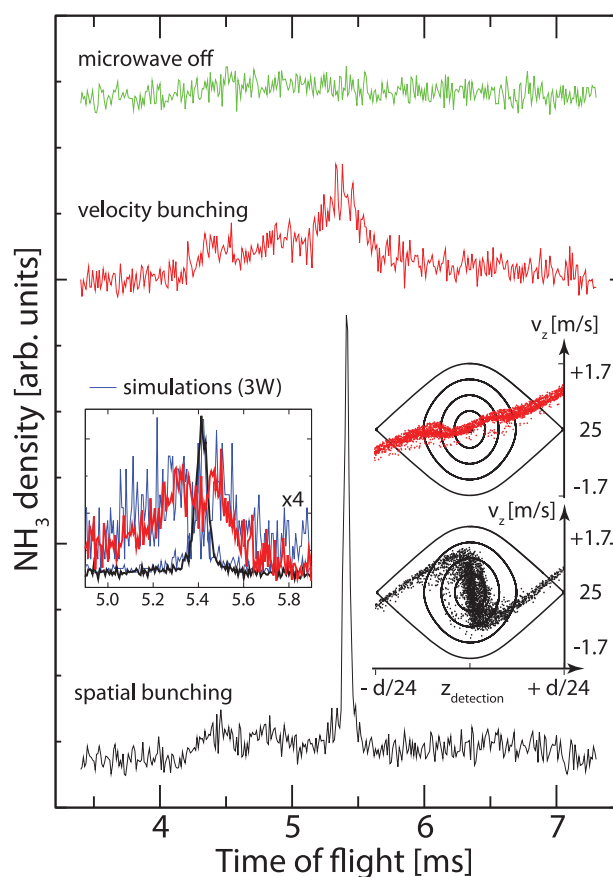 microwave off
velocity bunching
NH₃ density [arb. units]
simulations (3W)
x4
5.0 5.2 5.4 5.6 5.8
v_z [m/s]
+1.7
25
-1.7
v_z [m/s]
+1.7
25
-1.7
- d/24 z_detection + d/24
spatial bunching
4 5 6 7
Time of flight [ms]